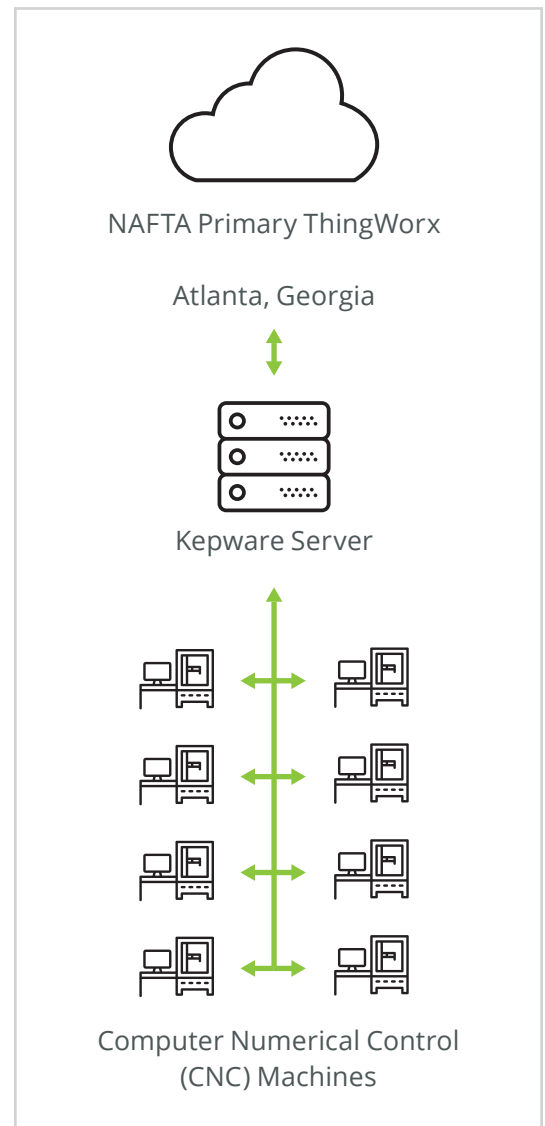 NAFTA Primary ThingWorx
Atlanta, Georgia
Kepware Server
Computer Numerical Control
(CNC) Machines